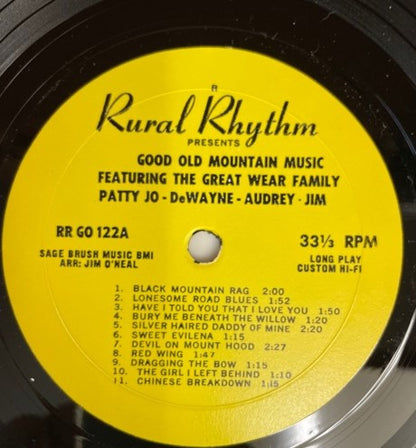 R
Rural Rhythm
PRESENTS
GOOD OLD MOUNTAIN MUSIC
FEATURING THE GREAT WEAR FAMILY
PATTY JO - DeWAYNE - AUDREY - JIM
RR GO 122A
33⅓ RPM
SAGE BRUSH MUSIC BMI
ARR: JIM O'NEAL
LONG PLAY
CUSTOM HI-FI
1. BLACK MOUNTAIN RAG 2:00
2. LONESOME ROAD BLUES 1:52
3. HAVE I TOLD YOU THAT I LOVE YOU 1:50
4. BURY ME BENEATH THE WILLOW 1:20
5. SILVER HAIRED DADDY OF MINE 2:20
6. SWEET EVILENA 1:15
7. DEVIL ON MOUNT HOOD 2:27
8. RED WING 1:47
9. DRAGGING THE BOW 1:15
10. THE GIRL I LEFT BEHIND 1:10
11. CHINESE BREAKDOWN 1:15